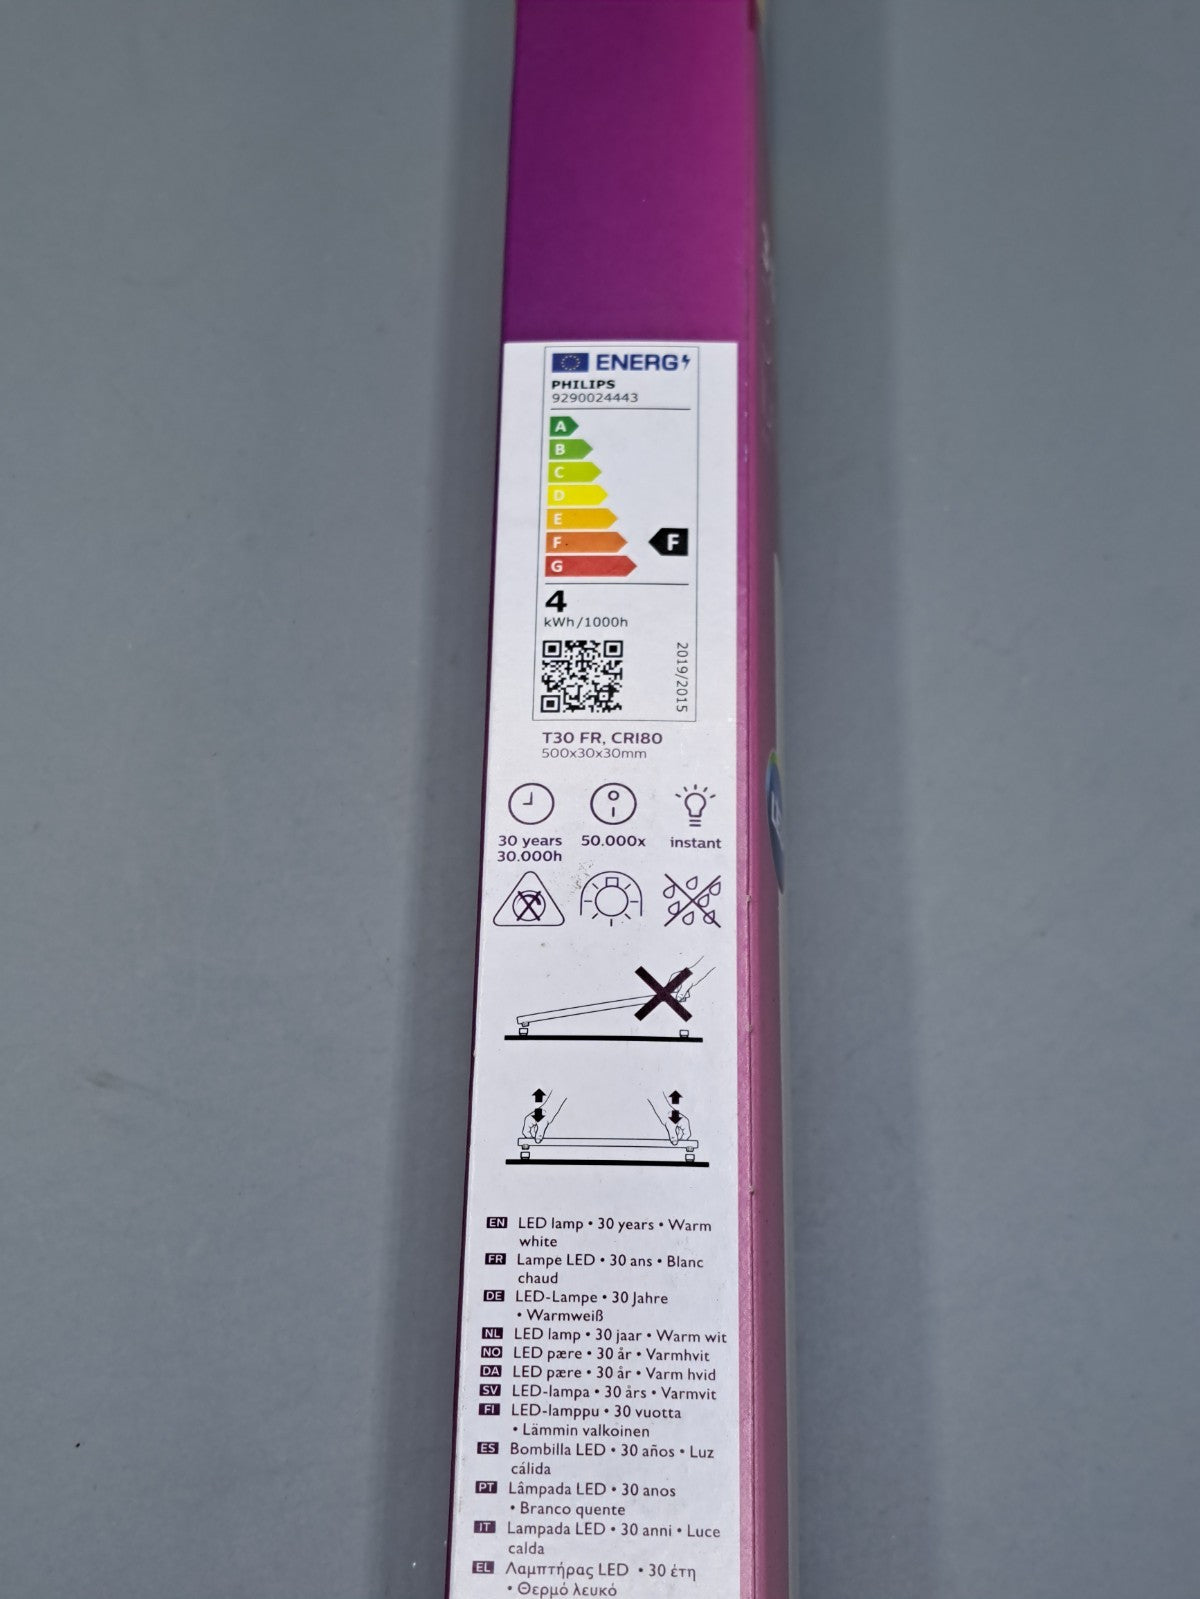 ENERG
PHILIPS
9290024443
A
B
C
D
E
F
F
G
4
kWh/1000h
2019/2015
T30 FR, CRI80
500x30x30mm
30 years
30.000h
50.000x
instant
EN LED lamp • 30 years • Warm
white
FR Lampe LED • 30 ans • Blanc
chaud
DE LED-Lampe • 30 Jahre
• Warmweiß
NL LED lamp • 30 jaar • Warm wit
NO LED pære • 30 år • Varmhvit
DA LED pære • 30 år • Varm hvid
SV LED-lampa • 30 års • Varmvit
FI LED-lamppu • 30 vuotta
• Lämmin valkoinen
ES Bombilla LED • 30 años • Luz
cálida
PT Lâmpada LED • 30 anos
• Branco quente
IT Lampada LED • 30 anni • Luce
calda
EL Λαμπτήρας LED • 30 έτη
• Θερμό λευκό